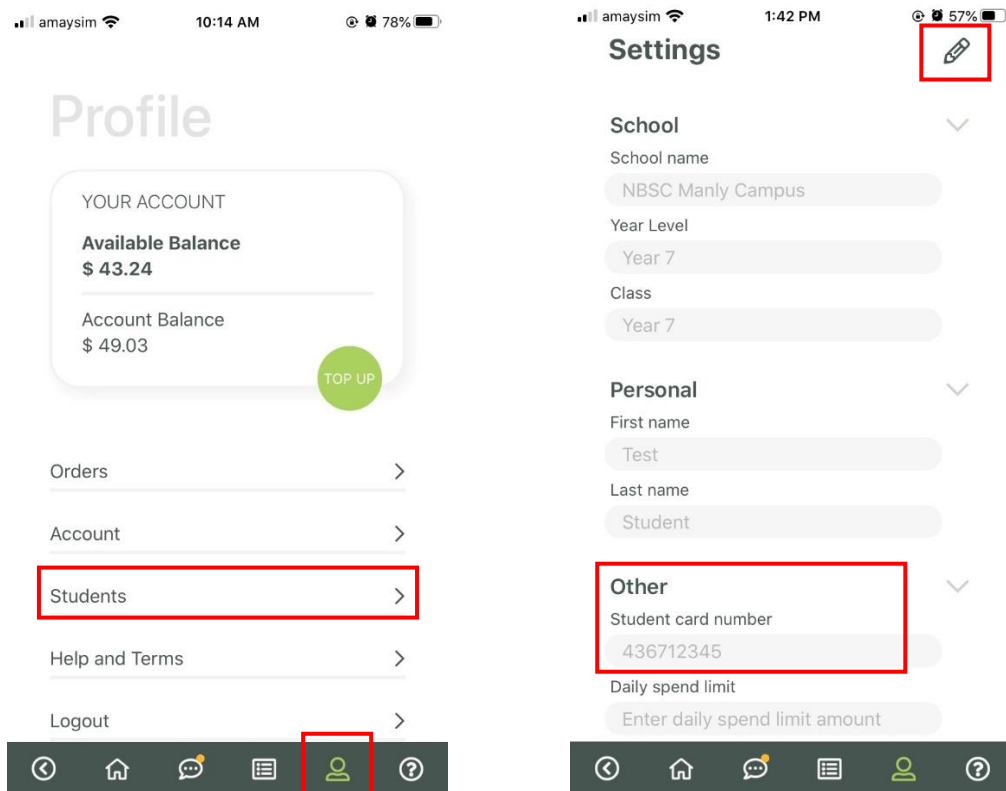 amaysim 10:14 AM 78%
Profile
YOUR ACCOUNT
Available Balance
$ 43.24
Account Balance
$ 49.03
TOP UP
Orders
Account
Students
Help and Terms
Logout
amaysim 1:42 PM 57%
Settings
School
School name
NBSC Manly Campus
Year Level
Year 7
Class
Year 7
Personal
First name
Test
Last name
Student
Other
Student card number
436712345
Daily spend limit
Enter daily spend limit amount